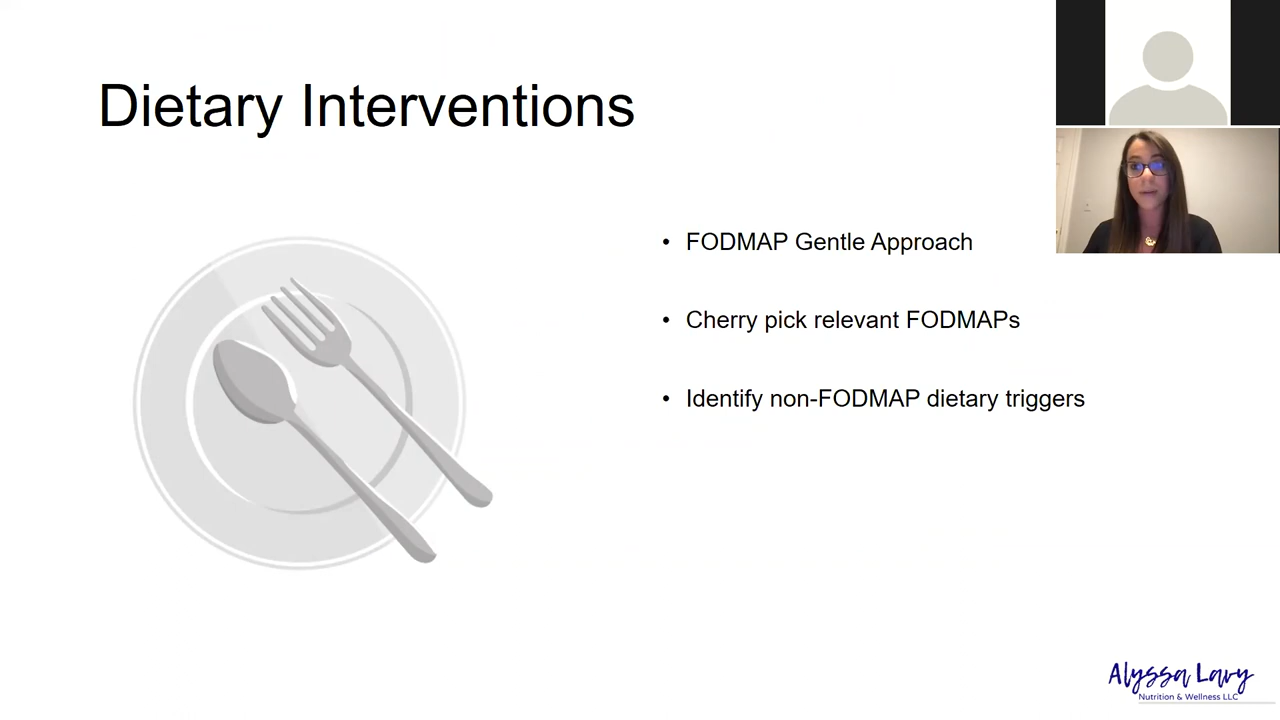 Dietary Interventions
• FODMAP Gentle Approach
• Cherry pick relevant FODMAPs
• Identify non-FODMAP dietary triggers
Alyssa Lavy
Nutrition & Wellness LLC